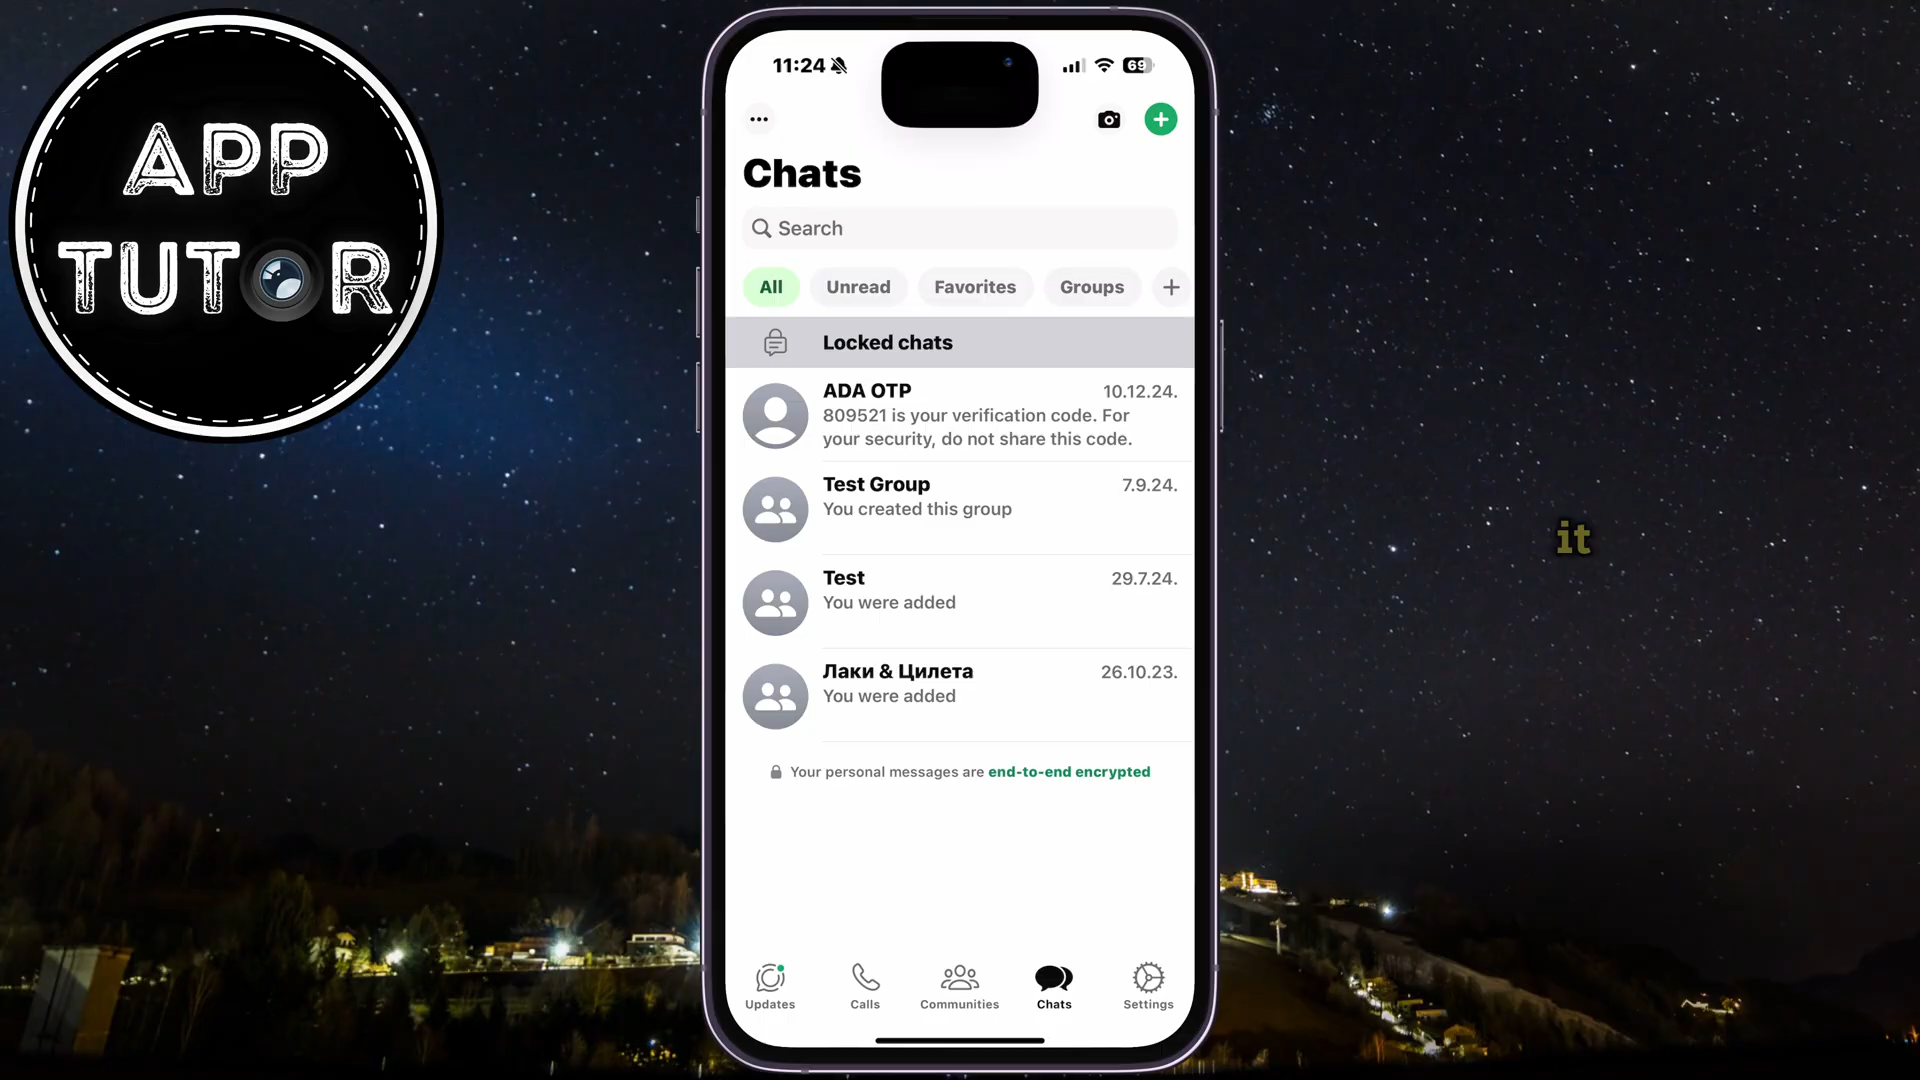 APP
TUTOR
11:24
69
Chats
Search
All
Unread
Favorites
Groups
Locked chats
ADA OTP
10.12.24.
809521 is your verification code. For
your security, do not share this code.
Test Group
7.9.24.
You created this group
Test
29.7.24.
You were added
Лаки & Цилета
26.10.23.
You were added
Your personal messages are end-to-end encrypted
Updates
Calls
Communities
Chats
Settings
it